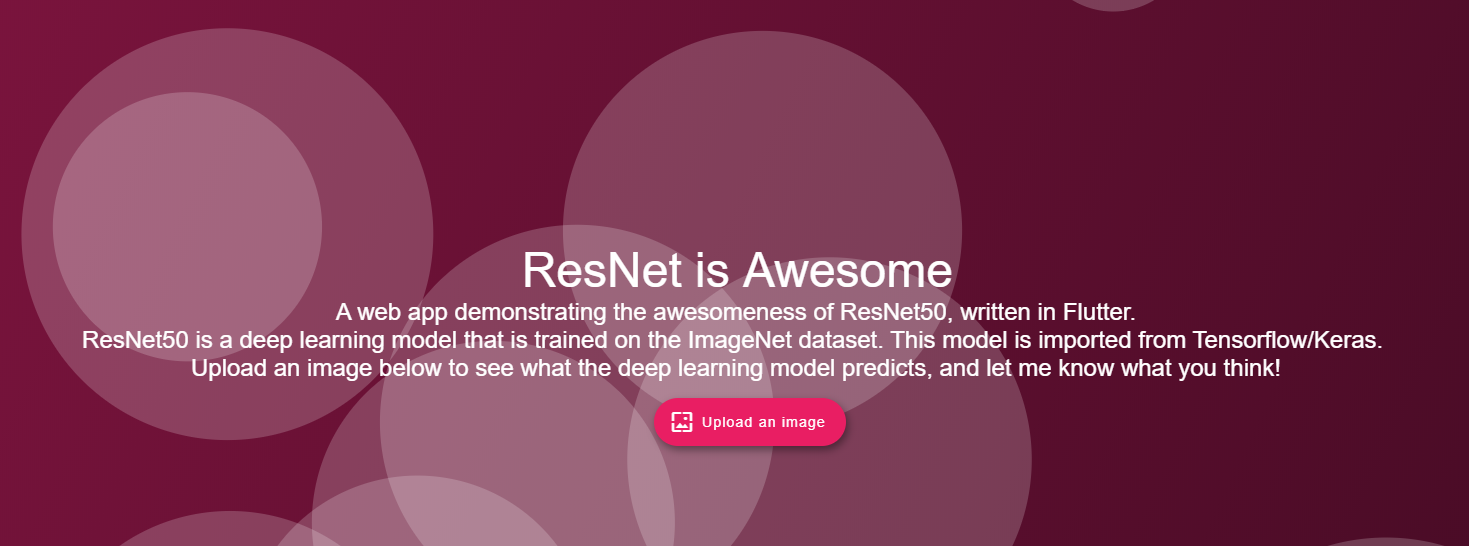 ResNet is Awesome
A web app demonstrating the awesomeness of ResNet50, written in Flutter.
ResNet50 is a deep learning model that is trained on the ImageNet dataset. This model is imported from Tensorflow/Keras.
Upload an image below to see what the deep learning model predicts, and let me know what you think!
Upload an image